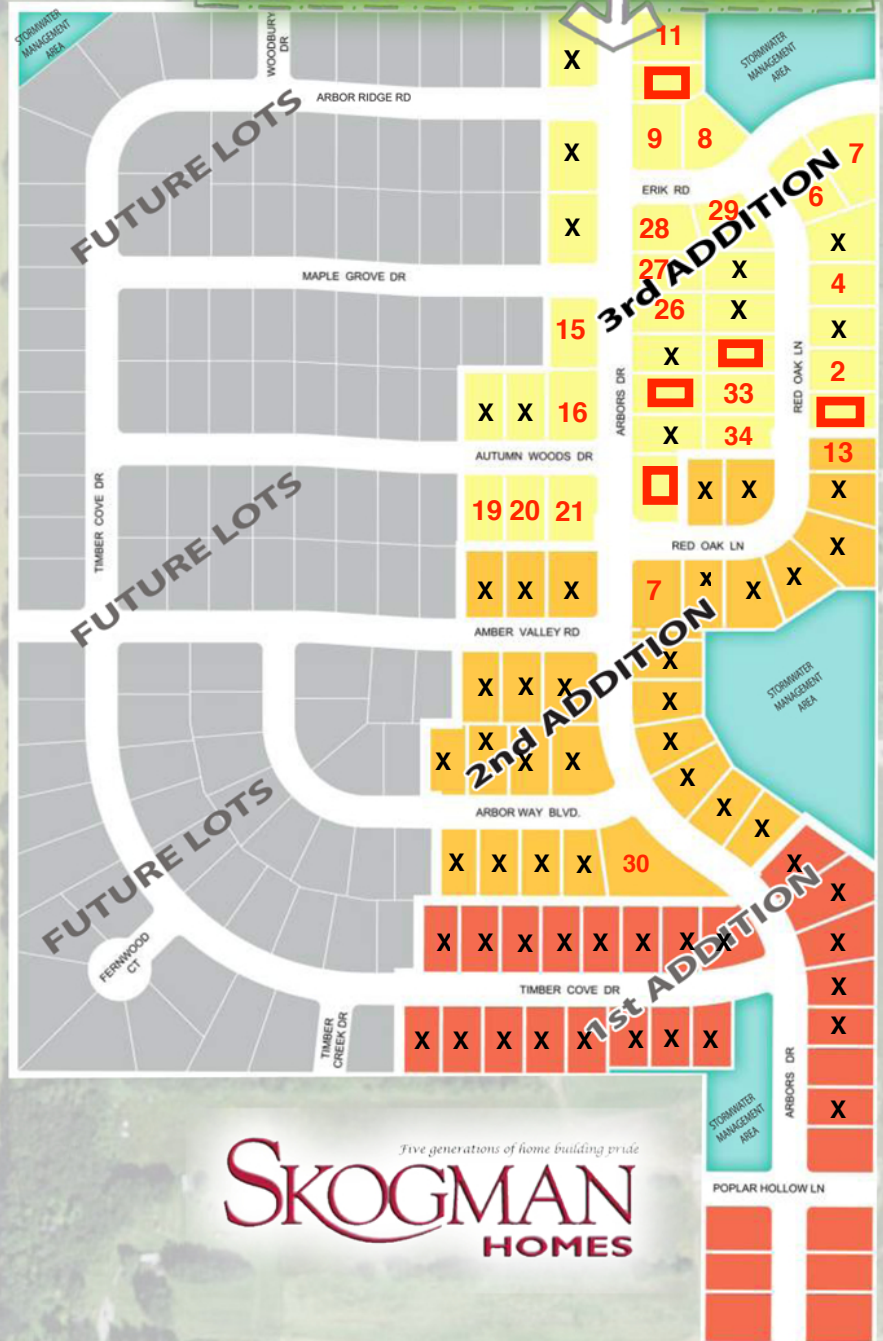 STORMWATER
MANAGEMENT
AREA
WOODBURY
DR
X
11
STORMWATER
MANAGEMENT
AREA
ARBOR RIDGE RD
FUTURE LOTS
X
9 8
7
ERIK RD
6
X
28 29
X
3rd ADDITION
27 X
4
MAPLE GROVE DR
26 X
15
X
X
ARBORS DR
RED OAK LN
2
33
X X 16
X 34
AUTUMN WOODS DR
13
TIMBER COVE DR
FUTURE LOTS
19 20 21
X X
X
RED OAK LN
X
X X X
7 X X X
AMBER VALLEY RD
2nd ADDITION
X
X X X
X
STORMWATER
MANAGEMENT
AREA
X X X X
X
X
FUTURE LOTS
ARBOR WAY BLVD.
X
X
X X X X 30
X
X
1st ADDITION
X X X X X X X X
X
FERNWOOD
CT
TIMBER COVE DR
X
TIMBER
CREEK DR
X X X X X X X X
X
ARBORS DR
X
STORMWATER
MANAGEMENT
AREA
POPLAR HOLLOW LN
Five generations of home building pride
SKOGMAN
HOMES